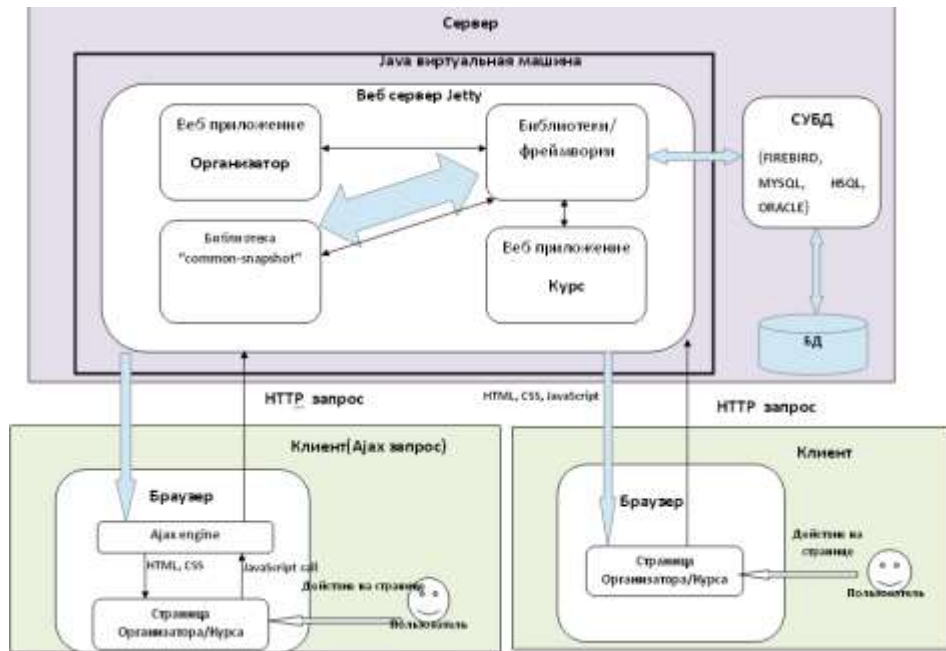 Сервер
Java виртуальная машина
Веб сервер Jetty
Веб приложение
Организатор
Библиотеки/
фреймворки
Библиотека
"common-snapshot"
Веб приложение
Курс
СУБД
{FIREBIRD,
MYSQL, HSQL,
ORACLE}
БД
HTTP запрос
HTML, CSS, JavaScript
HTTP запрос
Клиент(Ajax запрос)
Браузер
Ajax engine
HTML, CSS
JavaScript call
Действие на странице
Страница
Организатора/Курса
Пользователь
Клиент
Браузер
Действие на
странице
Страница
Организатора/Курса
Пользователь